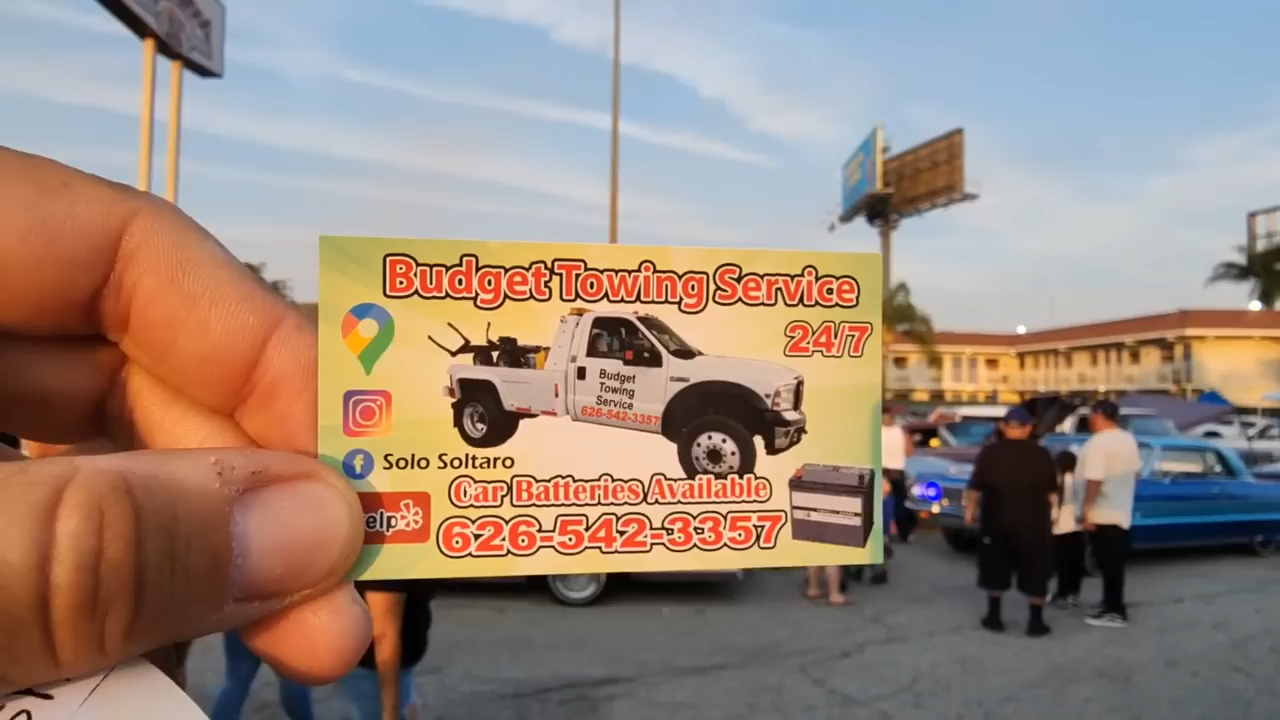 Budget Towing Service
24/7
Budget
Towing
Service
626-542-3357
Solo Soltaro
elp
Car Batteries Available
626-542-3357